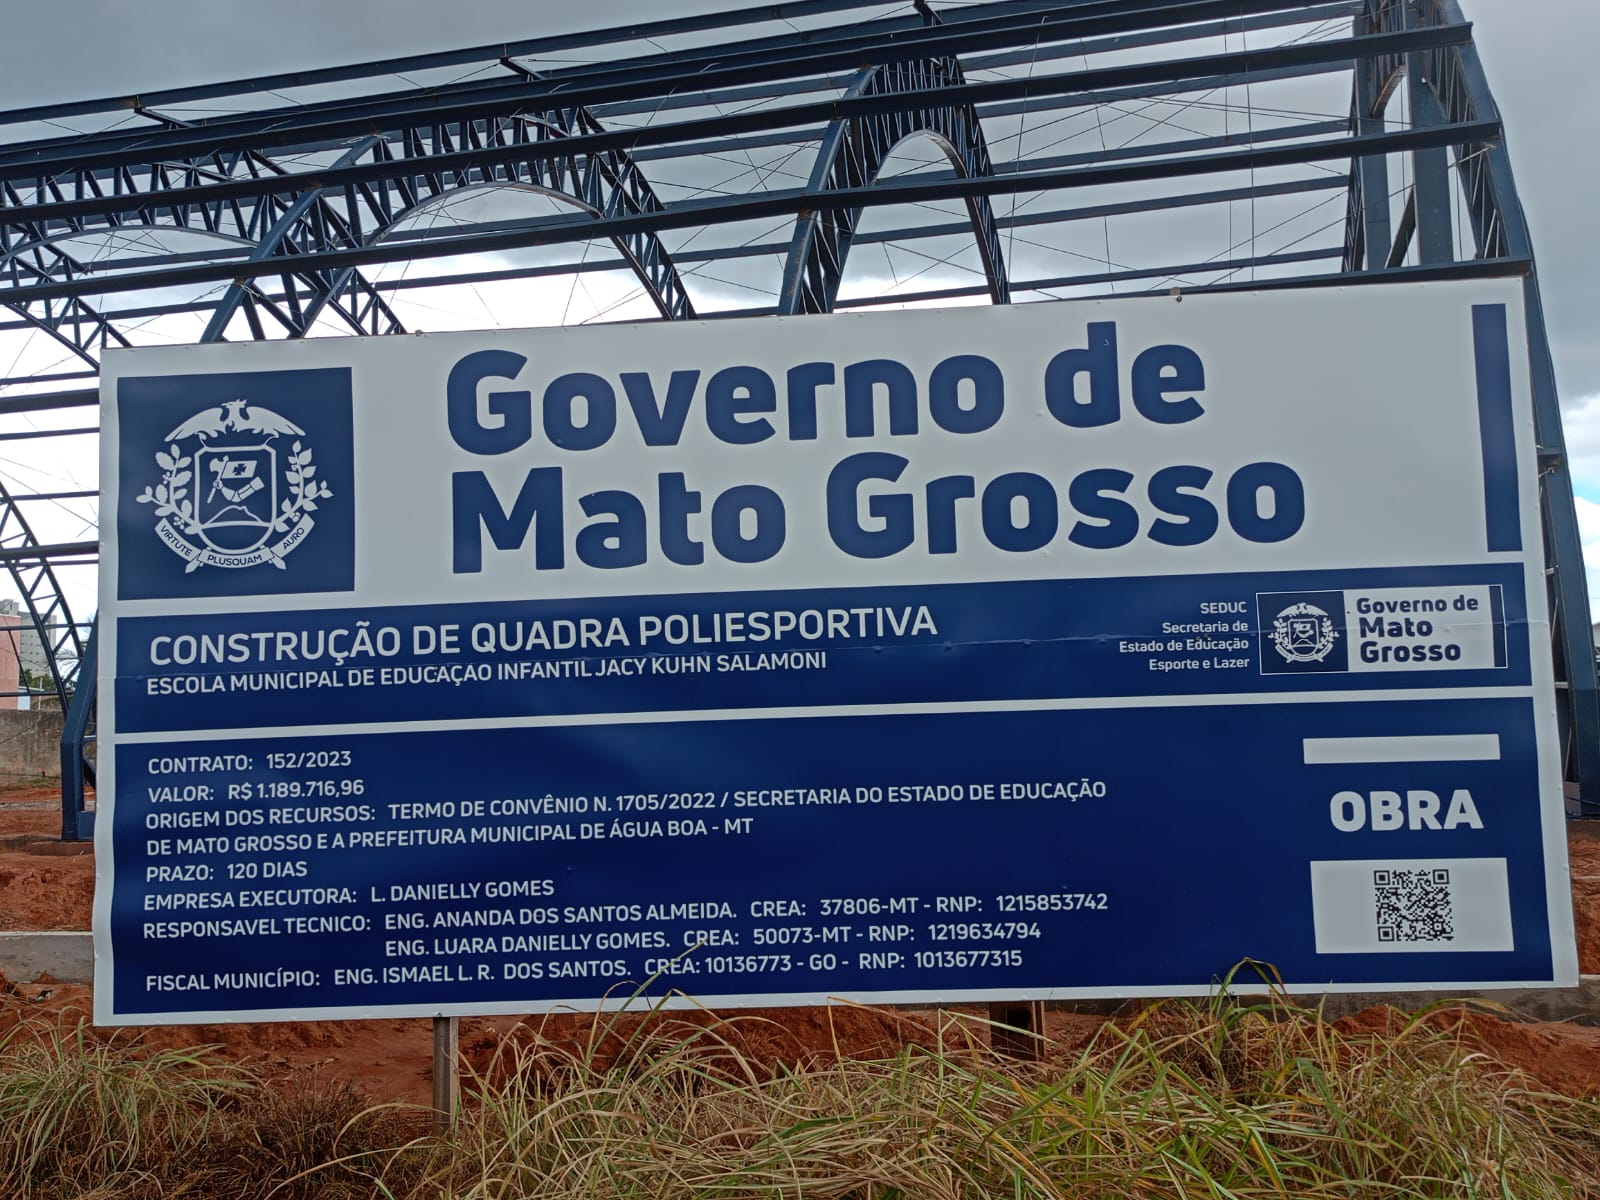 Governo de
Mato Grosso
VIRTUTE PLUSQUAM AURO
CONSTRUÇÃO DE QUADRA POLIESPORTIVA
ESCOLA MUNICIPAL DE EDUCAÇÃO INFANTIL JACY KUHN SALAMONI
SEDUC
Secretaria de
Estado de Educação
Esporte e Lazer
Governo de
Mato
Grosso
CONTRATO: 152/2023
VALOR: R$ 1.189.716,96
ORIGEM DOS RECURSOS: TERMO DE CONVÊNIO N. 1705/2022 / SECRETARIA DO ESTADO DE EDUCAÇÃO
DE MATO GROSSO E A PREFEITURA MUNICIPAL DE ÁGUA BOA - MT
PRAZO: 120 DIAS
EMPRESA EXECUTORA: L. DANIELLY GOMES
RESPONSAVEL TECNICO: ENG. ANANDA DOS SANTOS ALMEIDA. CREA: 37806-MT - RNP: 1215853742
ENG. LUARA DANIELLY GOMES. CREA: 50073-MT - RNP: 1219634794
FISCAL MUNICÍPIO: ENG. ISMAEL L. R. DOS SANTOS. CREA: 10136773 - GO - RNP: 1013677315
OBRA